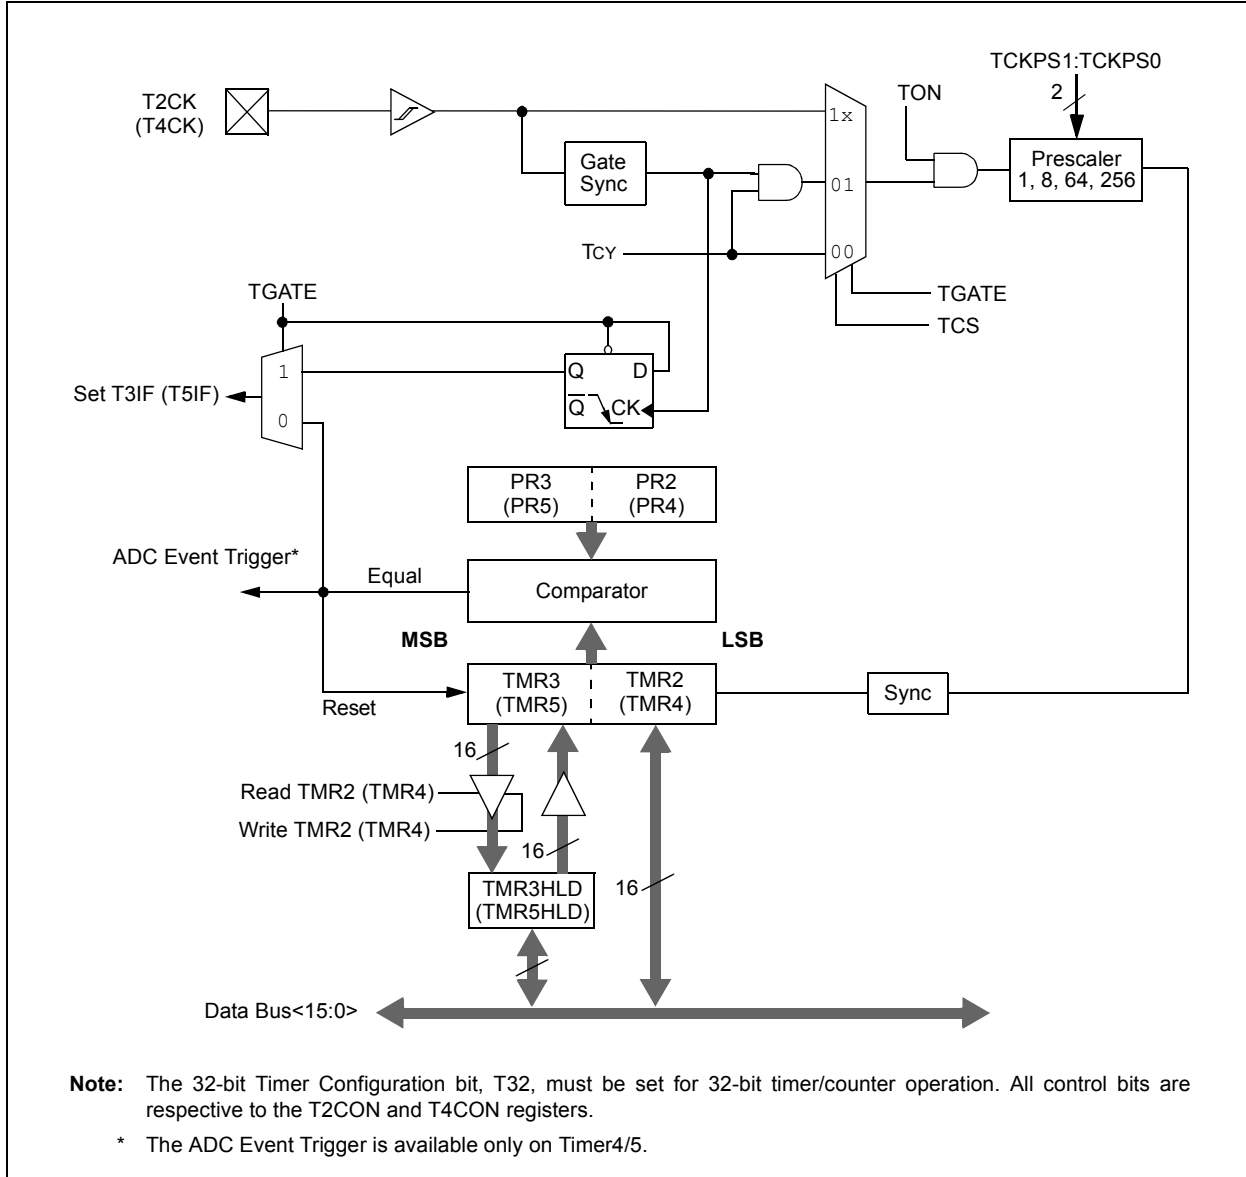 TCKPS1:TCKPS0
2
T2CK
(T4CK)
TON
1x
Prescaler
1, 8, 64, 256
Gate
Sync
01
TCY
00
TGATE
TCS
TGATE
1
Q
D
Set T3IF (T5IF)
0
Q
CK
PR3
(PR5)
PR2
(PR4)
ADC Event Trigger*
Equal
Comparator
MSB
LSB
TMR3
(TMR5)
TMR2
(TMR4)
Sync
Reset
16
Read TMR2 (TMR4)
Write TMR2 (TMR4)
16
TMR3HLD
(TMR5HLD)
16
Data Bus<15:0>
Note: The 32-bit Timer Configuration bit, T32, must be set for 32-bit timer/counter operation. All control bits are
respective to the T2CON and T4CON registers.
* The ADC Event Trigger is available only on Timer4/5.